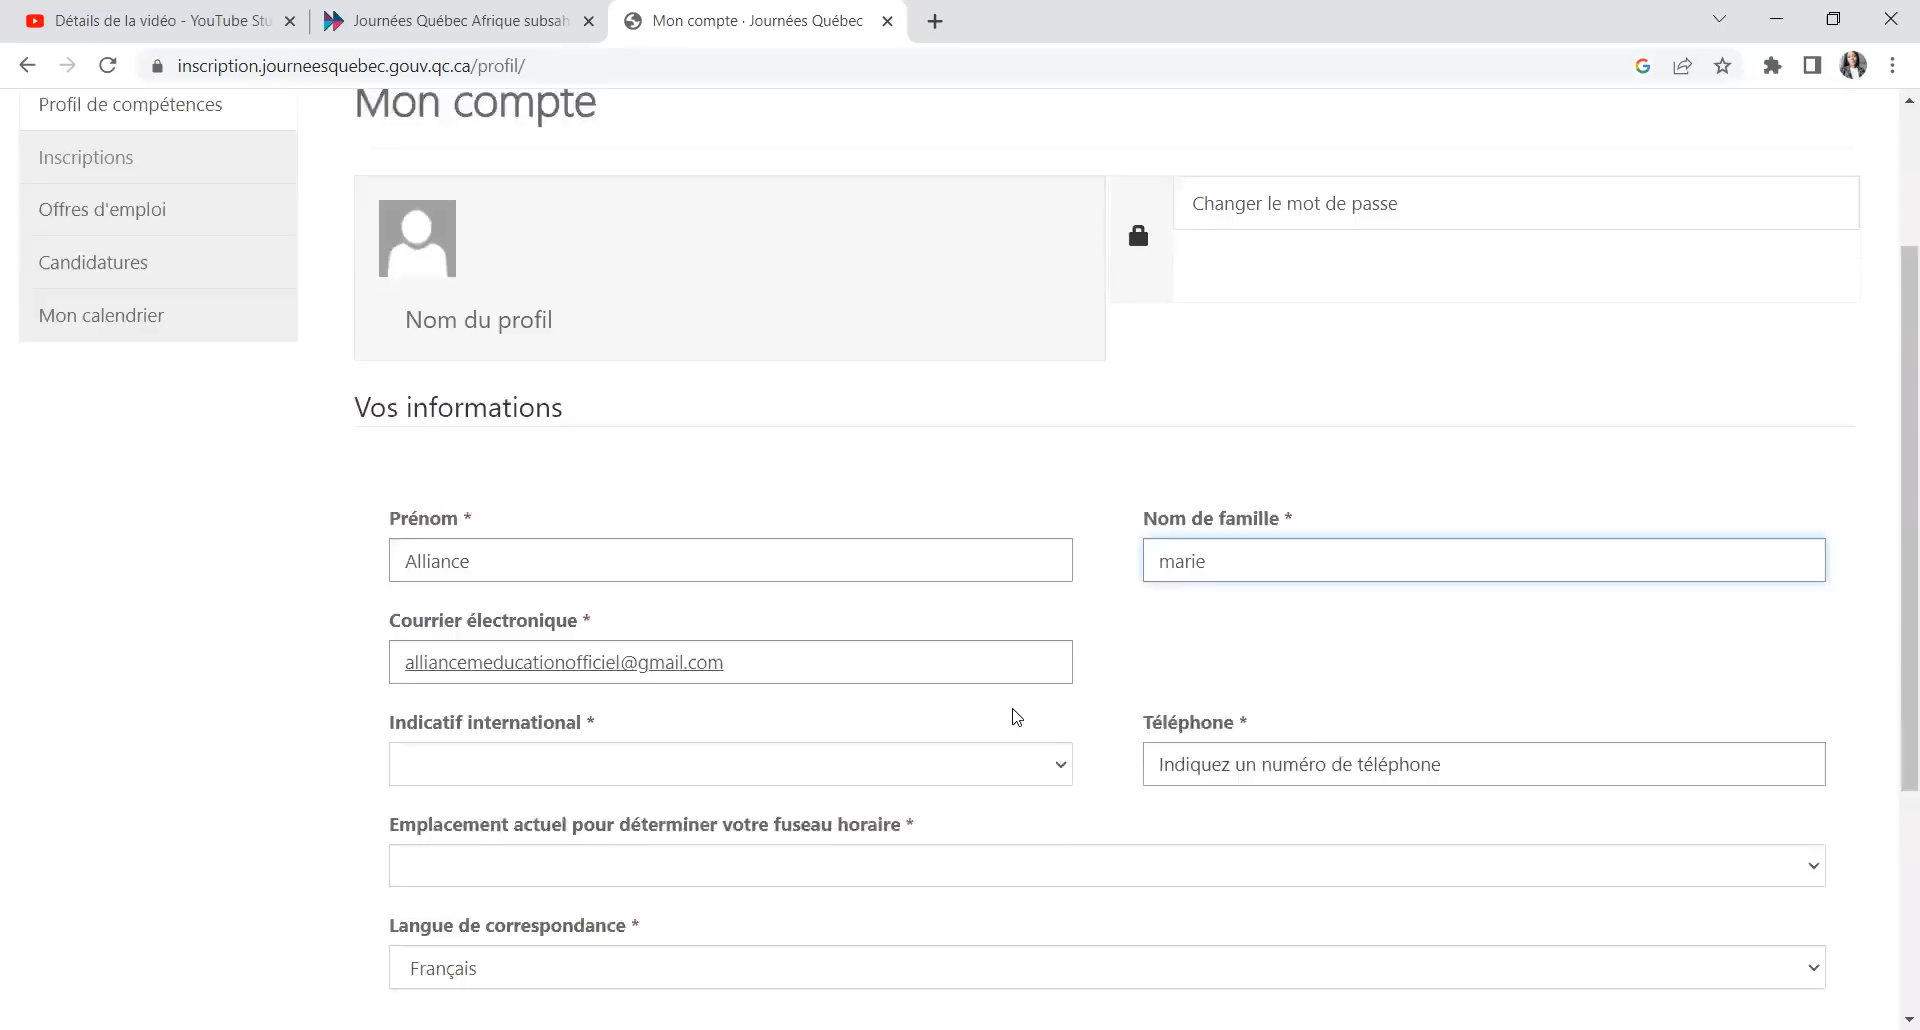 Détails de la vidéo - YouTube Stu
Journées Québec Afrique subsah
Mon compte · Journées Québec
inscription.journeesquebec.gouv.qc.ca/profil/
Profil de compétences
Inscriptions
Offres d'emploi
Candidatures
Mon calendrier
Mon compte
Nom du profil
Changer le mot de passe
Vos informations
Prénom *
Nom de famille *
Alliance
marie
Courrier électronique *
alliancemeducationofficiel@gmail.com
Indicatif international *
Téléphone *
Indiquez un numéro de téléphone
Emplacement actuel pour déterminer votre fuseau horaire *
Langue de correspondance *
Français